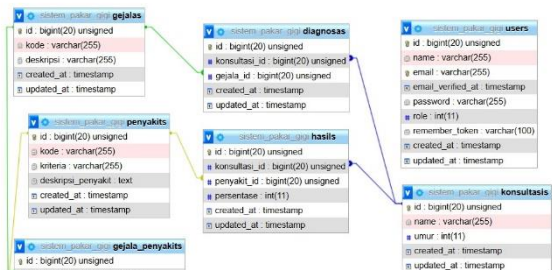 sistem_pakar_gigi gejalas
id : bigint(20) unsigned
kode : varchar(255)
deskripsi : varchar(255)
created_at : timestamp
updated_at : timestamp
sistem_pakar_gigi diagnosas
id : bigint(20) unsigned
konsultasi_id : bigint(20) unsigned
gejala_id : bigint(20) unsigned
created_at : timestamp
updated_at : timestamp
sistem_pakar_gigi users
id : bigint(20) unsigned
name : varchar(255)
email : varchar(255)
email_verified_at : timestamp
password : varchar(255)
role : int(11)
remember_token : varchar(100)
created_at : timestamp
updated_at : timestamp
sistem_pakar_gigi penyakits
id : bigint(20) unsigned
kode : varchar(255)
kriteria : varchar(255)
deskripsi_penyakit : text
created_at : timestamp
updated_at : timestamp
sistem_pakar_gigi hasils
id : bigint(20) unsigned
konsultasi_id : bigint(20) unsigned
penyakit_id : bigint(20) unsigned
persentase : int(11)
created_at : timestamp
updated_at : timestamp
sistem_pakar_gigi konsultasis
id : bigint(20) unsigned
name : varchar(255)
umur : int(11)
created_at : timestamp
updated_at : timestamp
sistem_pakar_gigi gejala_penyakits
id : bigint(20) unsigned